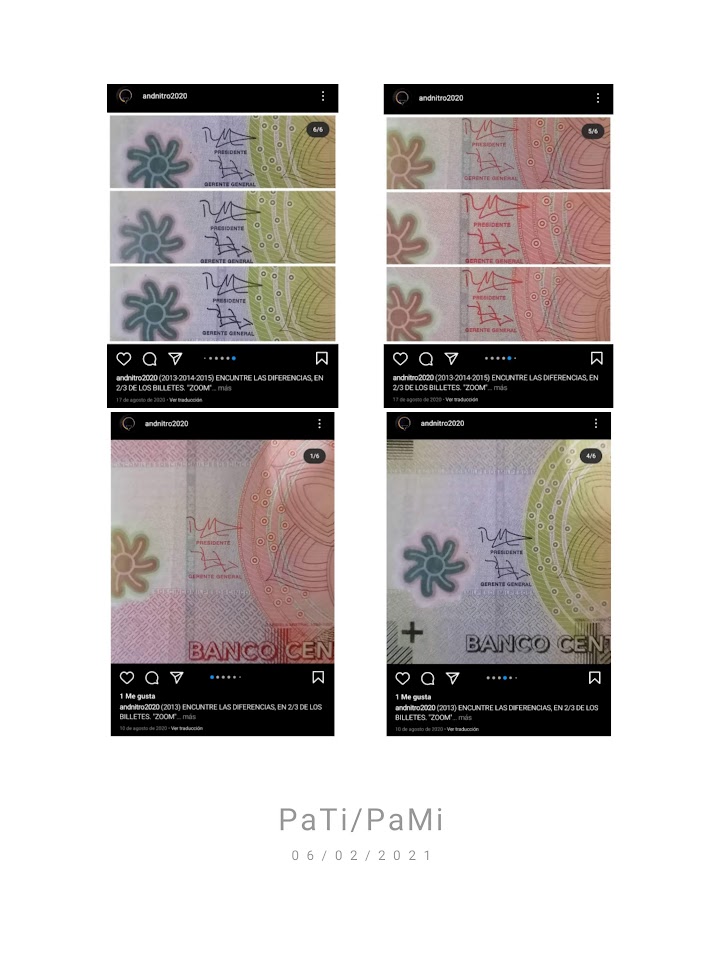 andnitro2020
6/6
PRESIDENTE
GERENTE GENERAL
PRESIDENTE
GERENTE GENERAL
PRESIDENTE
GERENTE GENERAL
andnitro2020 (2013-2014-2015) ENCUNTRE LAS DIFERENCIAS, EN
2/3 DE LOS BILLETES. "ZOOM"... más
17 de agosto de 2020 • Ver traducción
andnitro2020
5/6
PRESIDENTE
GERENTE GENERAL
PRESIDENTE
GERENTE GENERAL
PRESIDENTE
GERENTE GENERAL
andnitro2020 (2013-2014-2015) ENCUNTRE LAS DIFERENCIAS, EN
2/3 DE LOS BILLETES. "ZOOM"... más
17 de agosto de 2020 • Ver traducción
andnitro2020
1/6
PRESIDENTE
GERENTE GENERAL
BANCO CEN
1 Me gusta
andnitro2020 (2013) ENCUNTRE LAS DIFERENCIAS, EN 2/3 DE LOS
BILLETES. "ZOOM"... más
10 de agosto de 2020 • Ver traducción
andnitro2020
4/6
PRESIDENTE
GERENTE GENERAL
BANCO CENT
1 Me gusta
andnitro2020 (2013) ENCUNTRE LAS DIFERENCIAS, EN 2/3 DE LOS
BILLETES. "ZOOM"... más
10 de agosto de 2020 • Ver traducción
PaTi/PaMi
06/02/2021